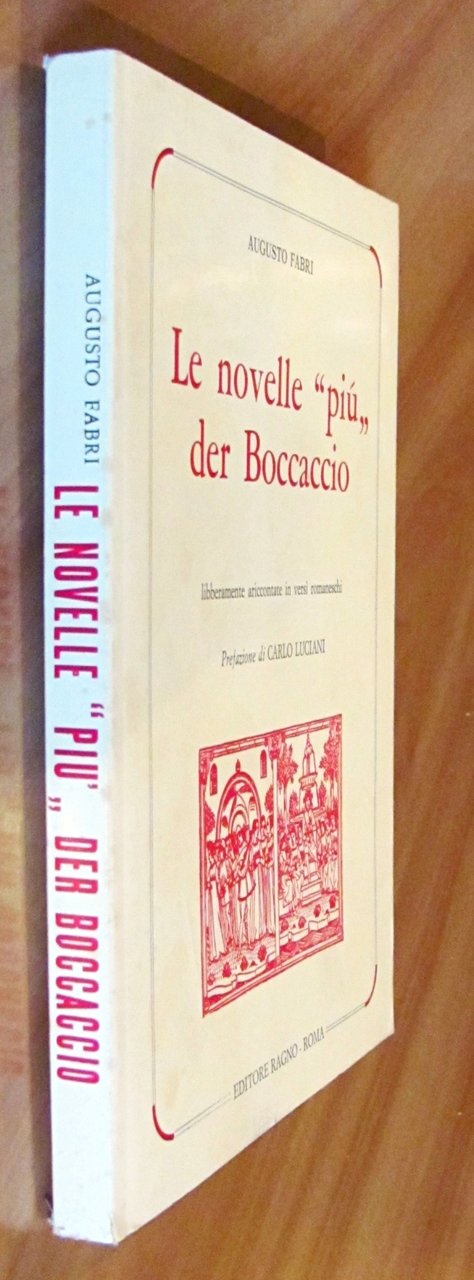 AUGUSTO FABRI
LE NOVELLE “PIU'„ DER BOCCACCIO
AUGUSTO FABRI
Le novelle “piú„
der Boccaccio
libberamente ariccontate in versi romaneschi
Prefazione di CARLO LUCIANI
EDITORE RAGNO - ROMA